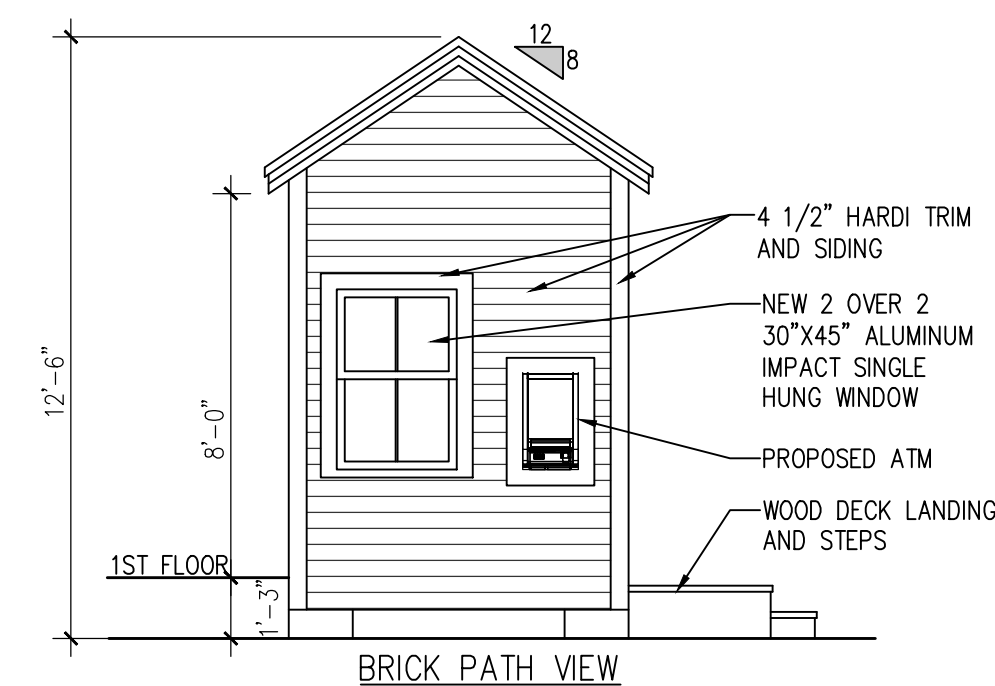 12
8
4 1/2" HARDI TRIM
AND SIDING
NEW 2 OVER 2
30"X45" ALUMINUM
IMPACT SINGLE
HUNG WINDOW
12'-6"
8'-0"
PROPOSED ATM
WOOD DECK LANDING
AND STEPS
1ST FLOOR
1'-3"
BRICK PATH VIEW